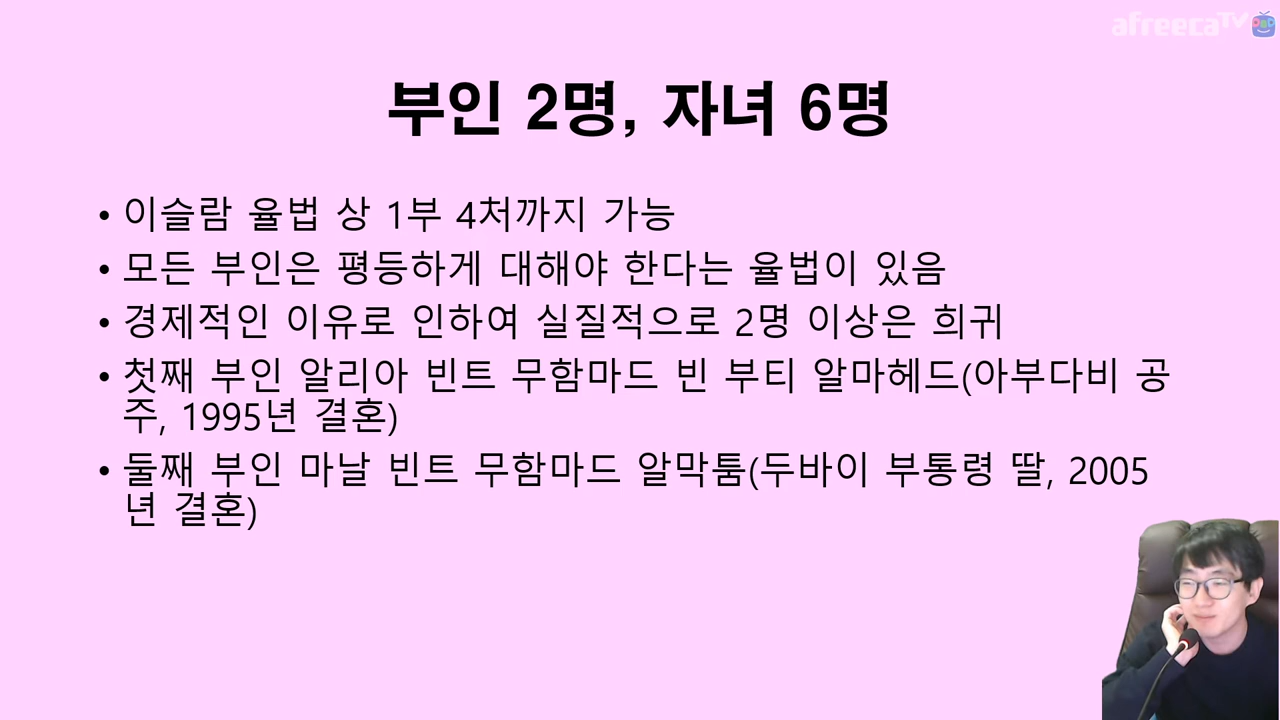 afreecaTV
부인 2명, 자녀 6명
• 이슬람 율법 상 1부 4처까지 가능
• 모든 부인은 평등하게 대해야 한다는 율법이 있음
• 경제적인 이유로 인하여 실질적으로 2명 이상은 희귀
• 첫째 부인 알리아 빈트 무함마드 빈 부티 알마헤드(아부다비 공
주, 1995년 결혼)
• 둘째 부인 마날 빈트 무함마드 알막툼(두바이 부통령 딸, 2005
년 결혼)